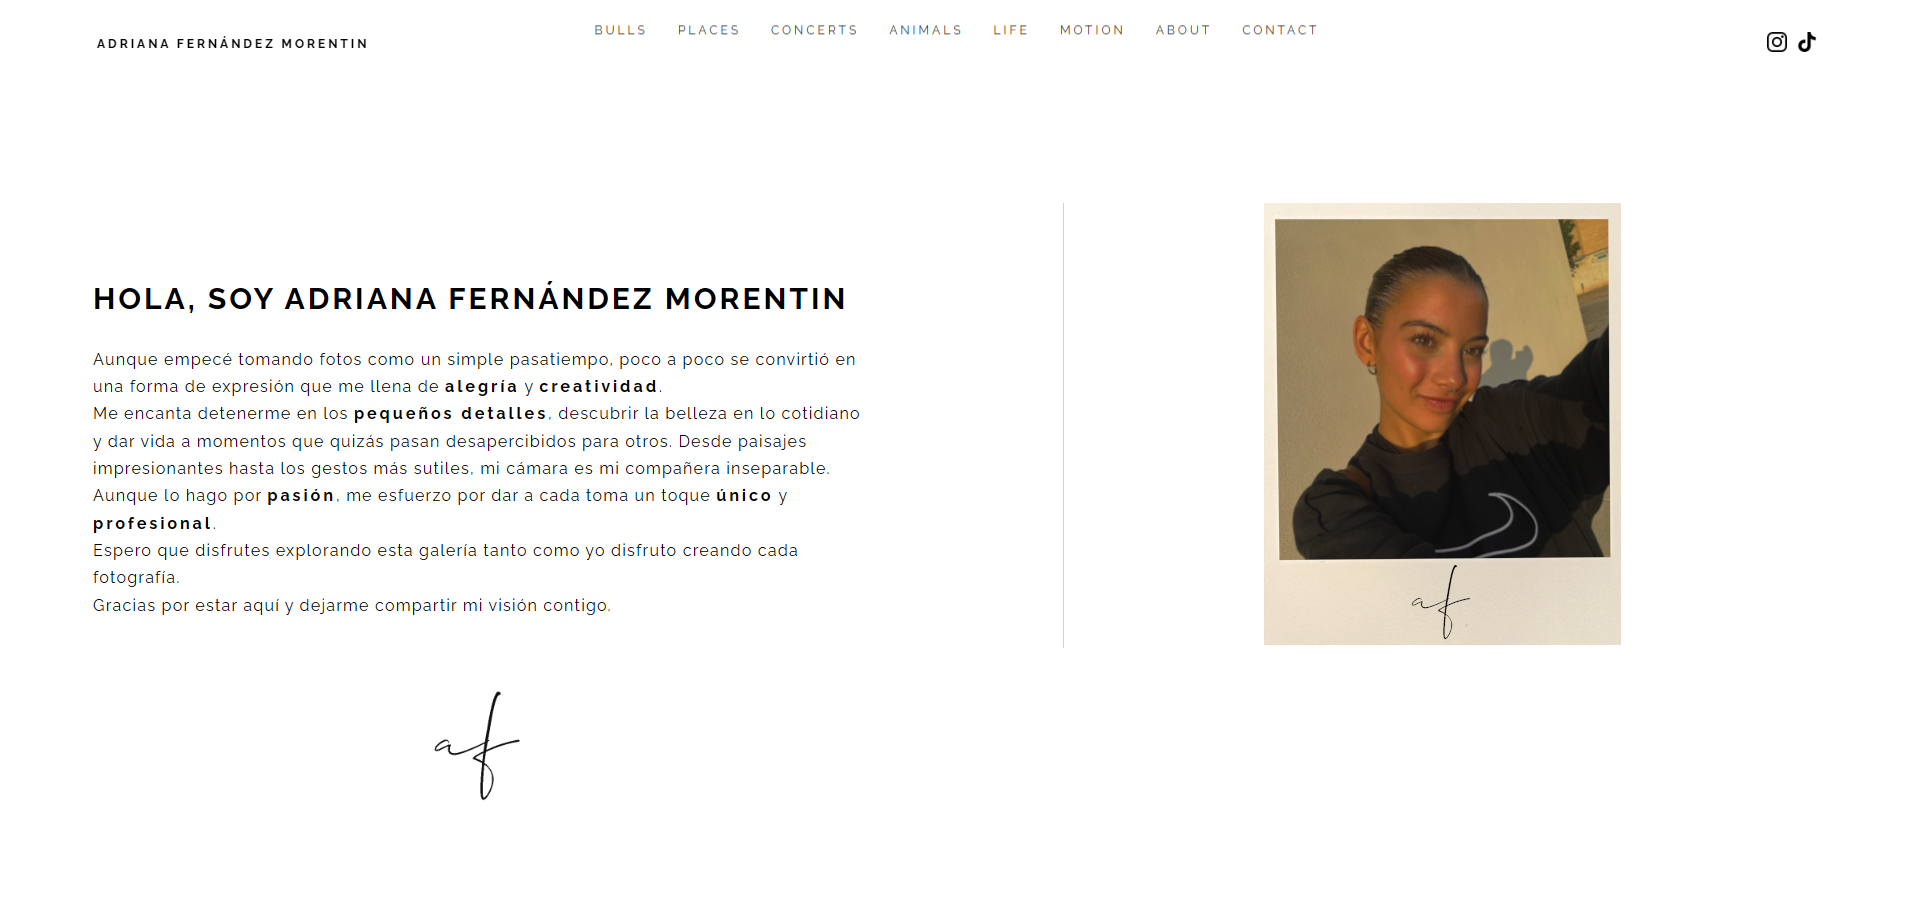 ADRIANA FERNÁNDEZ MORENTIN
BULLS PLACES CONCERTS ANIMALS LIFE MOTION ABOUT CONTACT
HOLA, SOY ADRIANA FERNÁNDEZ MORENTIN
Aunque empecé tomando fotos como un simple pasatiempo, poco a poco se convirtió en
una forma de expresión que me llena de alegría y creatividad.
Me encanta detenerme en los pequeños detalles, descubrir la belleza en lo cotidiano
y dar vida a momentos que quizás pasan desapercibidos para otros. Desde paisajes
impresionantes hasta los gestos más sutiles, mi cámara es mi compañera inseparable.
Aunque lo hago por pasión, me esfuerzo por dar a cada toma un toque único y
profesional.
Espero que disfrutes explorando esta galería tanto como yo disfruto creando cada
fotografía.
Gracias por estar aquí y dejarme compartir mi visión contigo.
af
af